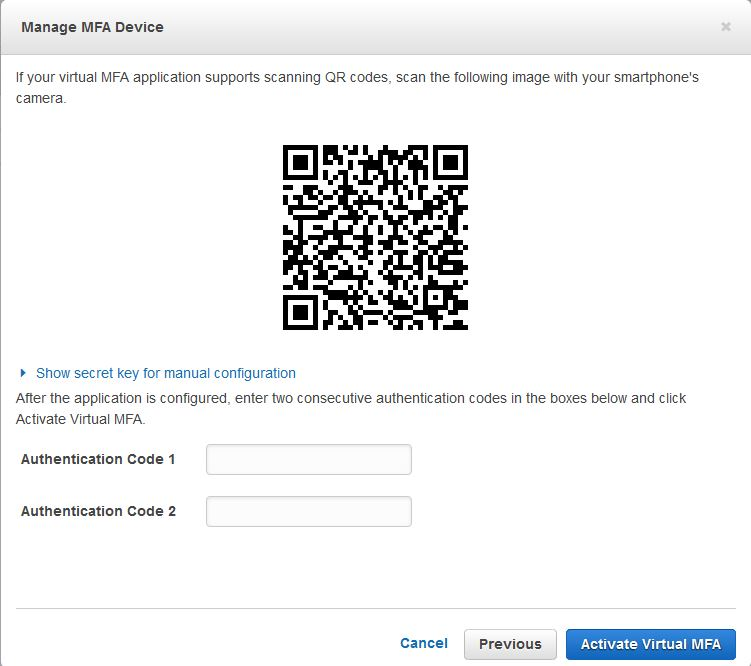 Manage MFA Device
If your virtual MFA application supports scanning QR codes, scan the following image with your smartphone's
camera.
Show secret key for manual configuration
After the application is configured, enter two consecutive authentication codes in the boxes below and click
Activate Virtual MFA.
Authentication Code 1
Authentication Code 2
Cancel Previous Activate Virtual MFA